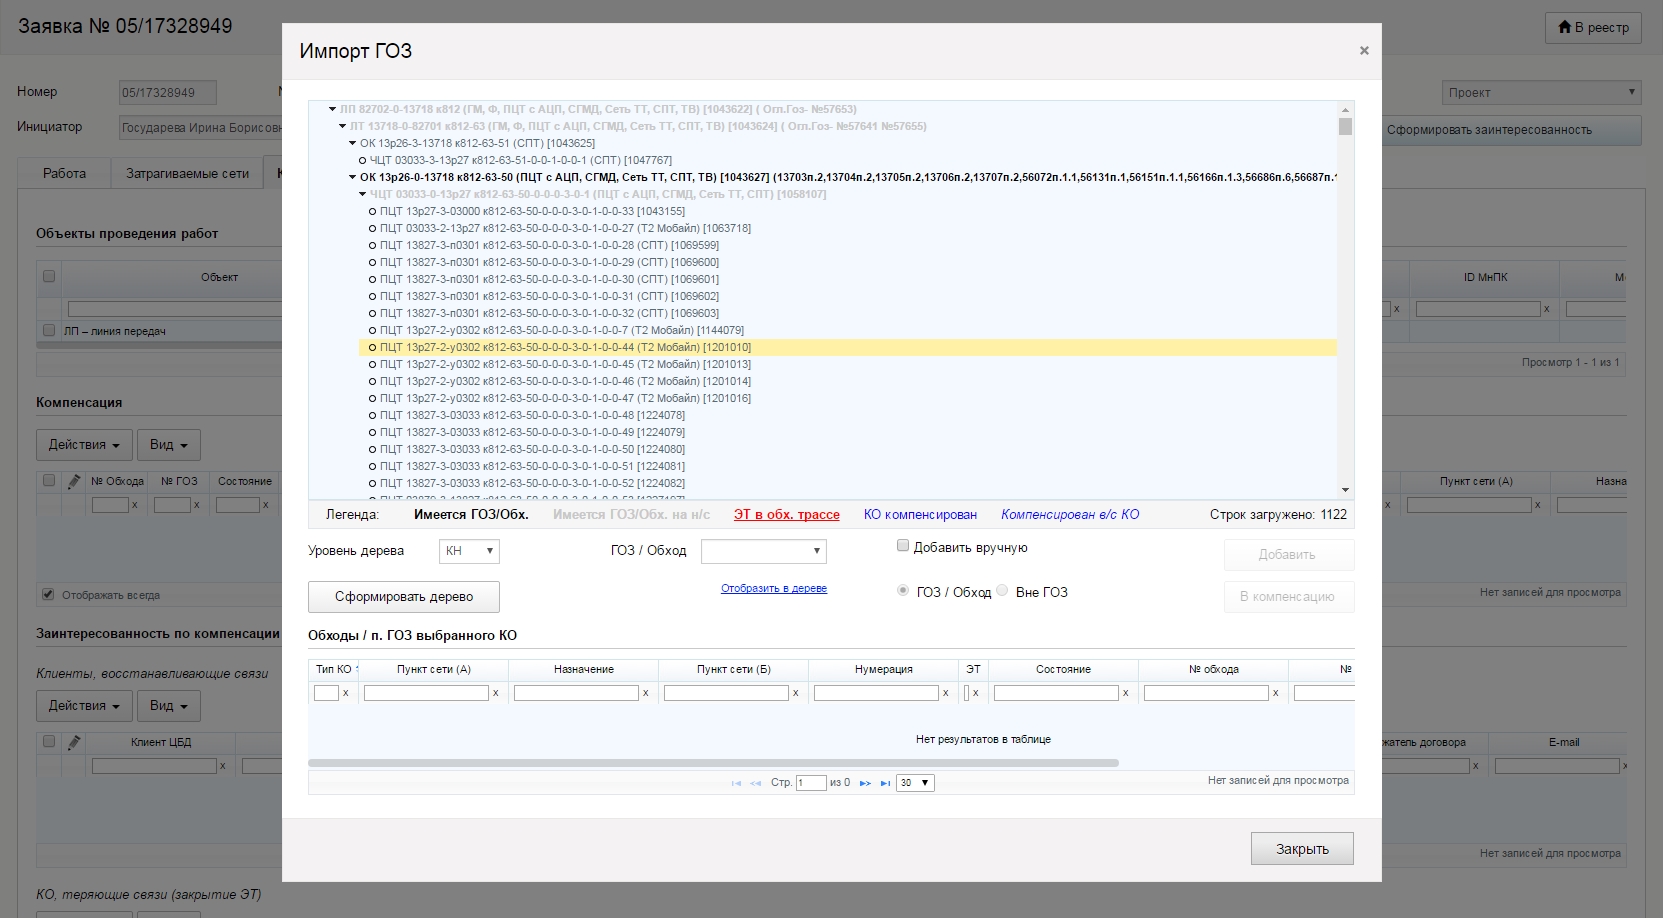 Заявка № 05/17328949
В реестр
Номер
05/17328949
Проект
Инициатор
Государева Ирина Борисовн
Сформировать заинтересованность
Работа
Затрагиваемые сети
Объекты проведения работ
Объект
ID МнПК
x
x
ЛП – линия передач
Просмотр 1 - 1 из 1
Компенсация
Действия
Вид
№ Обхода
№ ГОЗ
Состояние
Пункт сети (А)
Назна
x
x
x
x
x
Отображать всегда
Нет записей для просмотра
Заинтересованность по компенсации
Клиенты, восстанавливающие связи
Действия
Вид
Клиент ЦБД
жатель договора
E-mail
x
x
x
Нет записей для просмотра
КО, теряющие связи (закрытие ЭТ)
Импорт ГОЗ
×
ЛП 82702-0-13718 к812 (ГМ, Ф, ПЦТ с АЦП, СГМД, Сеть ТТ, СПТ, ТВ) [1043622] ( Огл.Гоз- №57653)
ЛТ 13718-0-82701 к812-63 (ГМ, Ф, ПЦТ с АЦП, СГМД, Сеть ТТ, СПТ, ТВ) [1043624] ( Огл.Гоз- №57641 №57655)
ОК 13р26-3-13718 к812-63-51 (СПТ) [1043625]
ЧЦТ 03033-3-13р27 к812-63-51-0-0-1-0-0-1 (СПТ) [1047767]
ОК 13р26-0-13718 к812-63-50 (ПЦТ с АЦП, СГМД, Сеть ТТ, СПТ, ТВ) [1043627] (13703п.2,13704п.2,13705п.2,13706п.2,13707п.2,56072п.1.1,56131п.1,56151п.1.1,56166п.1.3,56686п.6,56687п.1
ЧЦТ 03033-0-13р27 к812-63-50-0-0-0-3-0-1 (ПЦТ с АЦП, СГМД, Сеть ТТ, СПТ) [1058107]
ПЦТ 13р27-3-03000 к812-63-50-0-0-0-3-0-1-0-0-33 [1043155]
ПЦТ 03033-2-13р27 к812-63-50-0-0-0-3-0-1-0-0-27 (Т2 Мобайл) [1063718]
ПЦТ 13827-3-п0301 к812-63-50-0-0-0-3-0-1-0-0-28 (СПТ) [1069599]
ПЦТ 13827-3-п0301 к812-63-50-0-0-0-3-0-1-0-0-29 (СПТ) [1069600]
ПЦТ 13827-3-п0301 к812-63-50-0-0-0-3-0-1-0-0-30 (СПТ) [1069601]
ПЦТ 13827-3-п0301 к812-63-50-0-0-0-3-0-1-0-0-31 (СПТ) [1069602]
ПЦТ 13827-3-п0301 к812-63-50-0-0-0-3-0-1-0-0-32 (СПТ) [1069603]
ПЦТ 13р27-2-у0302 к812-63-50-0-0-0-3-0-1-0-0-7 (Т2 Мобайл) [1144079]
ПЦТ 13р27-2-у0302 к812-63-50-0-0-0-3-0-1-0-0-44 (Т2 Мобайл) [1201010]
ПЦТ 13р27-2-у0302 к812-63-50-0-0-0-3-0-1-0-0-45 (Т2 Мобайл) [1201013]
ПЦТ 13р27-2-у0302 к812-63-50-0-0-0-3-0-1-0-0-46 (Т2 Мобайл) [1201014]
ПЦТ 13р27-2-у0302 к812-63-50-0-0-0-3-0-1-0-0-47 (Т2 Мобайл) [1201016]
ПЦТ 13827-3-03033 к812-63-50-0-0-0-3-0-1-0-0-48 [1224078]
ПЦТ 13827-3-03033 к812-63-50-0-0-0-3-0-1-0-0-49 [1224079]
ПЦТ 13827-3-03033 к812-63-50-0-0-0-3-0-1-0-0-50 [1224080]
ПЦТ 13827-3-03033 к812-63-50-0-0-0-3-0-1-0-0-51 [1224081]
ПЦТ 13827-3-03033 к812-63-50-0-0-0-3-0-1-0-0-52 [1224082]
Легенда: Имеется ГОЗ/Обх. Имеется ГОЗ/Обх. на н/с ЭТ в обх. трассе КО компенсирован Компенсирован в/с КО Строк загружено: 1122
Уровень дерева КН ГОЗ / Обход Добавить вручную Добавить
Сформировать дерево Отобразить в дереве ГОЗ / Обход Вне ГОЗ В компенсацию
Обходы / п. ГОЗ выбранного КО
Тип КО Пункт сети (А) Назначение Пункт сети (Б) Нумерация ЭТ Состояние № обхода №
x x x x x x x x
Нет результатов в таблице
Стр. 1 из 0 30 Нет записей для просмотра
Закрыть